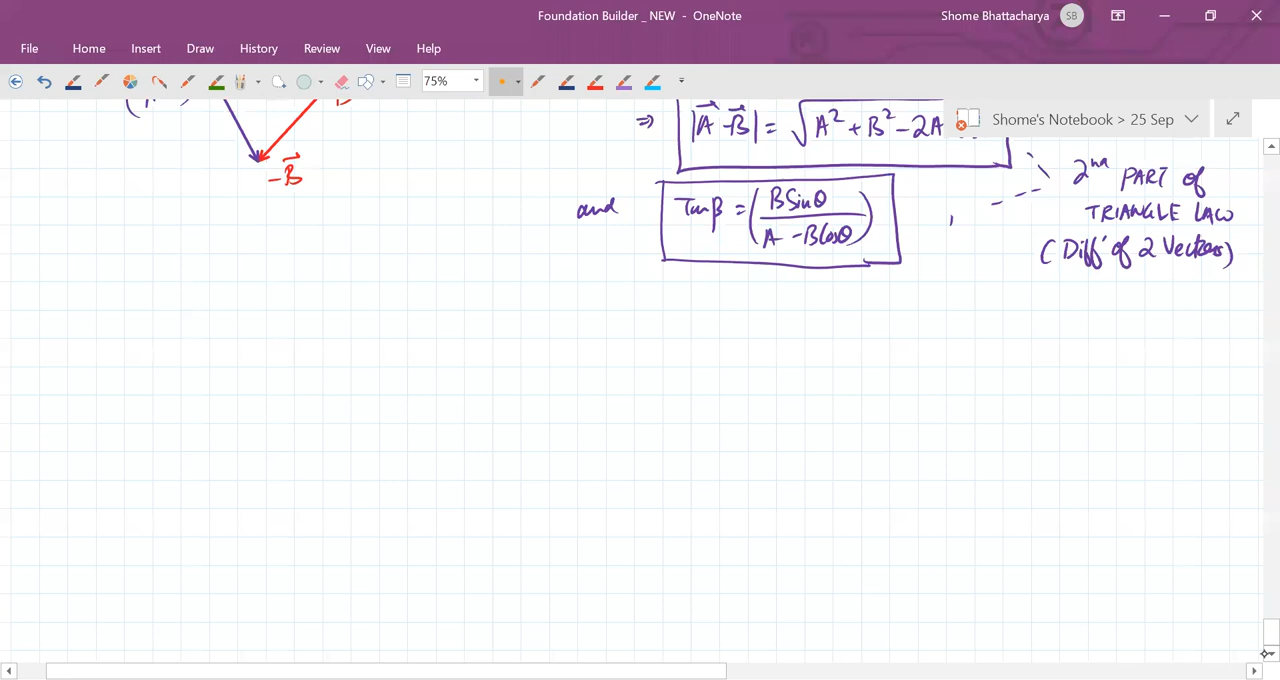 Foundation Builder _ NEW - OneNote
Shome Bhattacharya
SB
File Home Insert Draw History Review View Help
75%
Shome's Notebook > 25 Sep
⇒ |A⃗ - B⃗| = √A² + B² - 2A
-B⃗
and Tanβ = (BSinθ / A - BCosθ)
2nd PART of
TRIANGLE LAW
(Diff' of 2 Vectors)